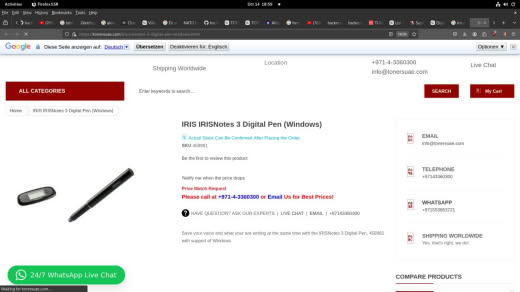 Activities
Firefox ESR
Oct 14 18:59
File Edit View History Bookmarks Tools Help
Google
Diese Seite anzeigen auf: Deutsch
Übersetzen
Deaktivieren für: Englisch
Optionen
Shipping Worldwide
Location
+971-4-3360300
info@tonersuae.com
Live Chat
ALL CATEGORIES
Enter keywords to search...
SEARCH
My Cart
Home
IRIS IRISNotes 3 Digital Pen (Windows)
IRIS IRISNotes 3 Digital Pen (Windows)
Actual Stock Can Be Confirmed After Placing the Order.
Be the first to review this product
Notify me when the price drops
Price Match Request
Please call at +971-4-3360300 or Email Us for Best Prices!
HAVE QUESTION? ASK OUR EXPERTS | LIVE CHAT | EMAIL | +97143360300
Save your voice and what your are writing at the same time with the IRISNotes 3 Digital Pen,
with support of Windows
EMAIL
info@tonersuae.com
TELEPHONE
+97143360300
WHATSAPP
SHIPPING WORLDWIDE
Yes, that's right, we do!
COMPARE PRODUCTS
24/7 WhatsApp Live Chat
Waiting for tonersuae.com...